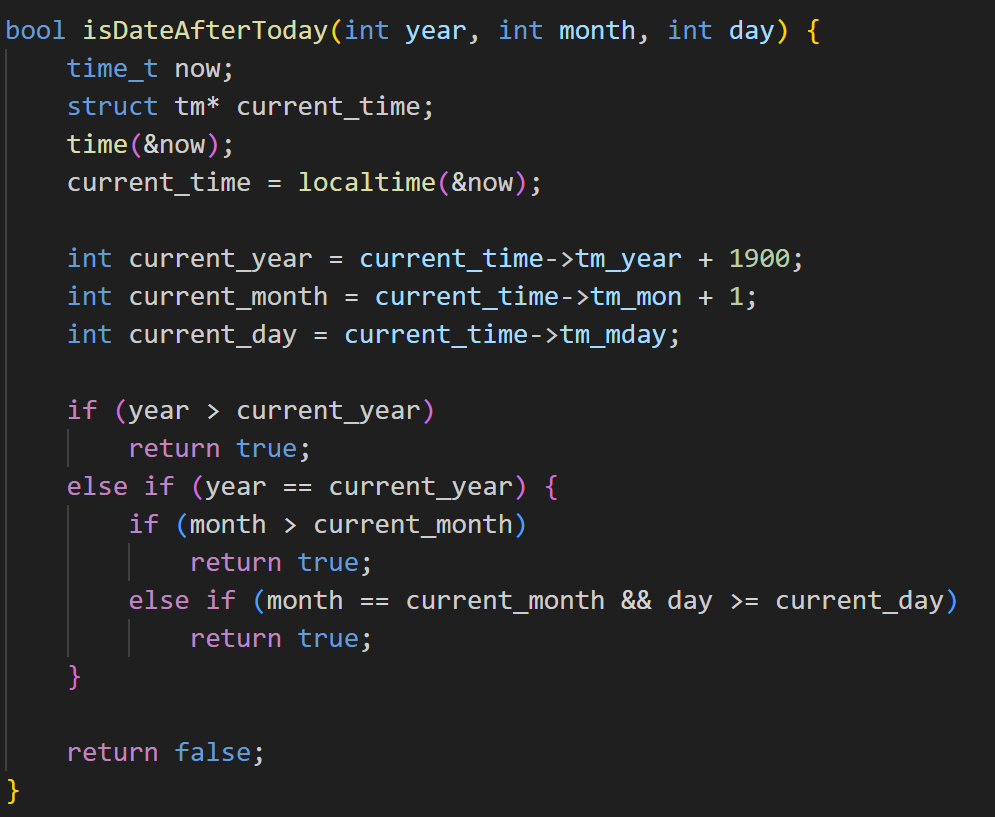 bool isDateAfterToday(int year, int month, int day) {
    time_t now;
    struct tm* current_time;
    time(&now);
    current_time = localtime(&now);

    int current_year = current_time->tm_year + 1900;
    int current_month = current_time->tm_mon + 1;
    int current_day = current_time->tm_mday;

    if (year > current_year)
        return true;
    else if (year == current_year) {
        if (month > current_month)
            return true;
        else if (month == current_month && day >= current_day)
            return true;
    }

    return false;
}